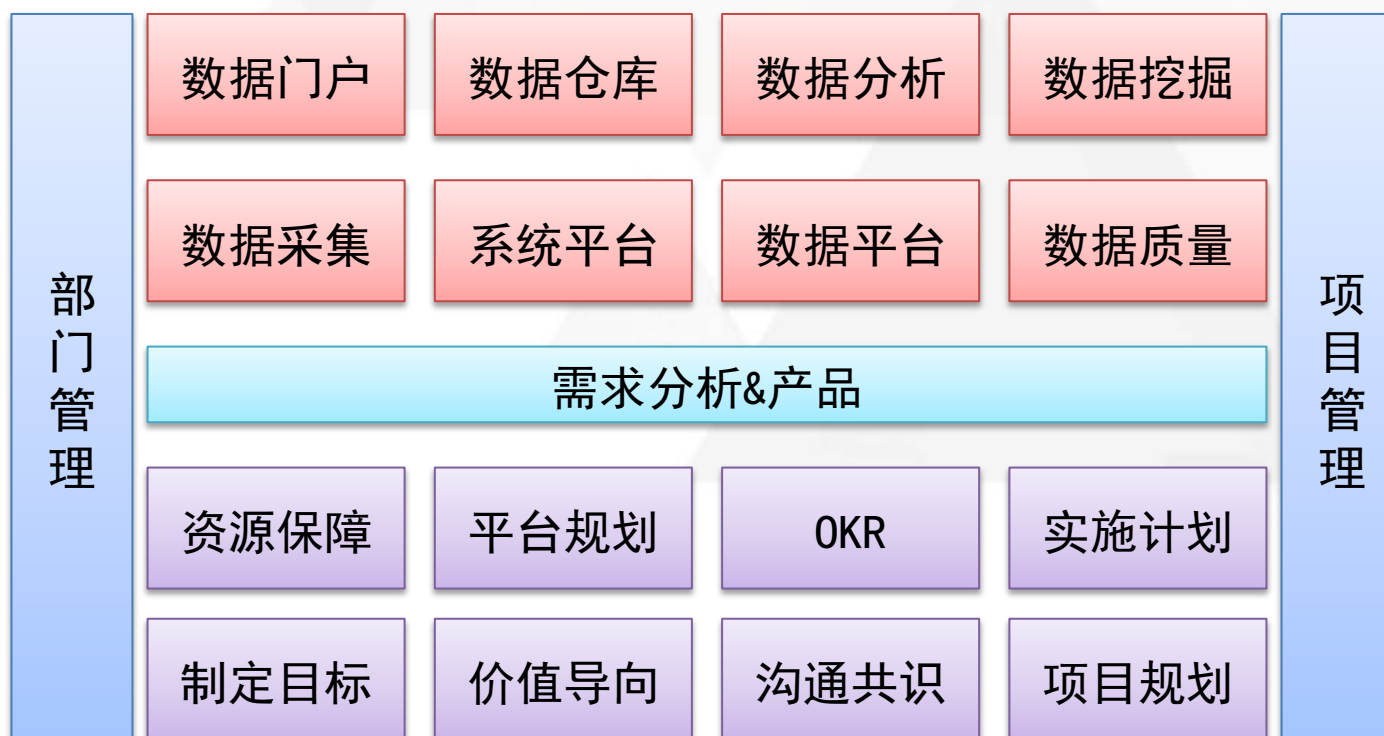 部门管理
数据门户
数据仓库
数据分析
数据挖掘
数据采集
系统平台
数据平台
数据质量
需求分析&产品
资源保障
平台规划
OKR
实施计划
制定目标
价值导向
沟通共识
项目规划
项目管理